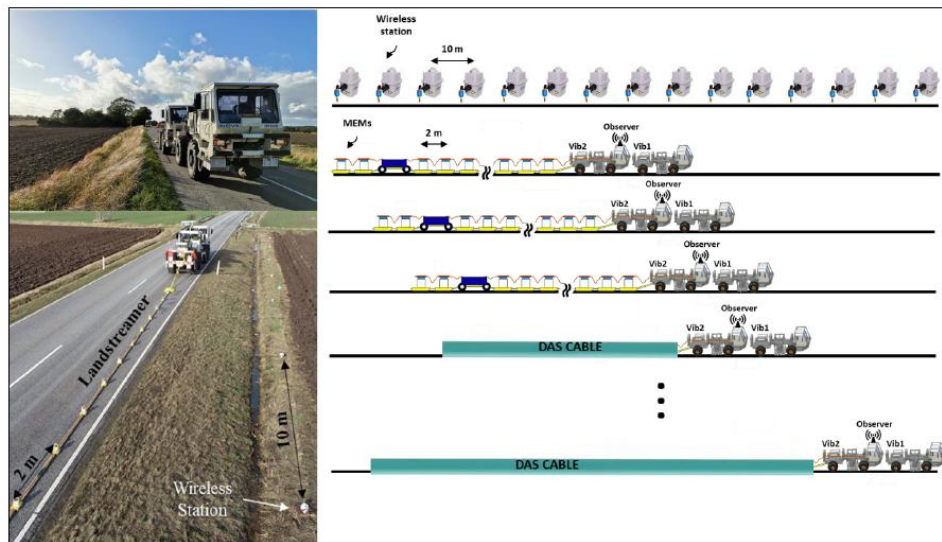 Wireless
station
10 m
MEMs
2 m
Observer
Vib2
Vib1
Observer
Vib2
Vib1
Observer
Vib2
Vib1
Observer
Vib2
Vib1
DAS CABLE
Observer
Vib2
Vib1
DAS CABLE
Landstreamer
2 m
10 m
Wireless
Station